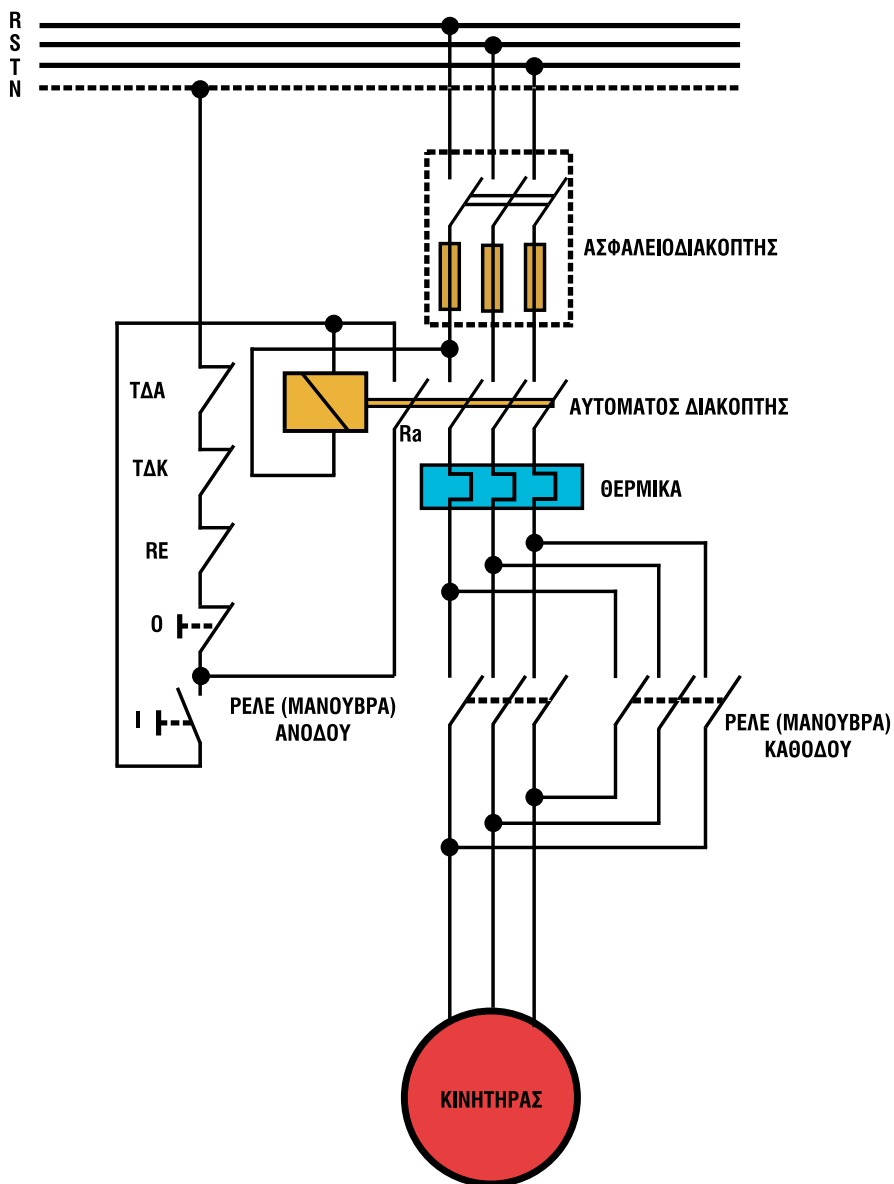 R
S
T
N
ΑΣΦΑΛΕΙΟΔΙΑΚΟΠΤΗΣ
ΤΔΑ
ΑΥΤΟΜΑΤΟΣ ΔΙΑΚΟΠΤΗΣ
Ra
ΤΔΚ
ΘΕΡΜΙΚΑ
RE
O
I
ΡΕΛΕ (ΜΑΝΟΥΒΡΑ)
ΑΝΟΔΟΥ
ΡΕΛΕ (ΜΑΝΟΥΒΡΑ)
ΚΑΘΟΔΟΥ
ΚΙΝΗΤΗΡΑΣ